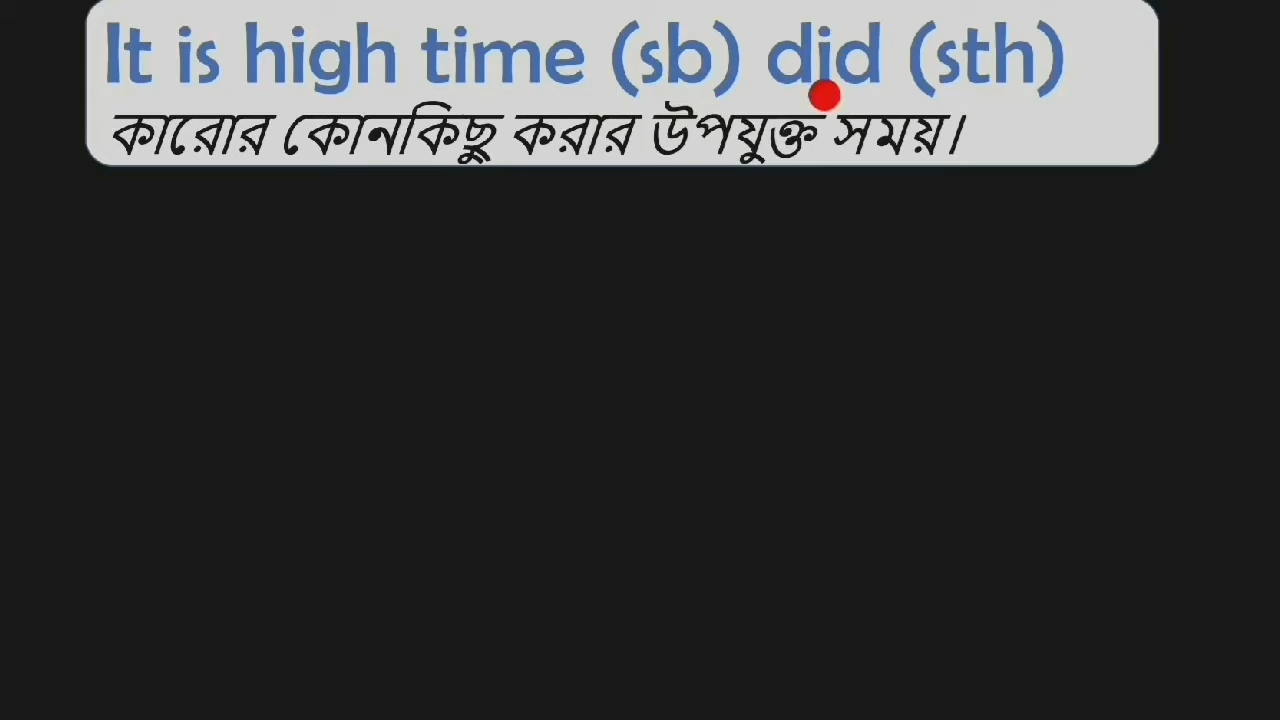 It is high time (sb) did (sth)
কারোর কোনকিছু করার উপযুক্ত সময়।